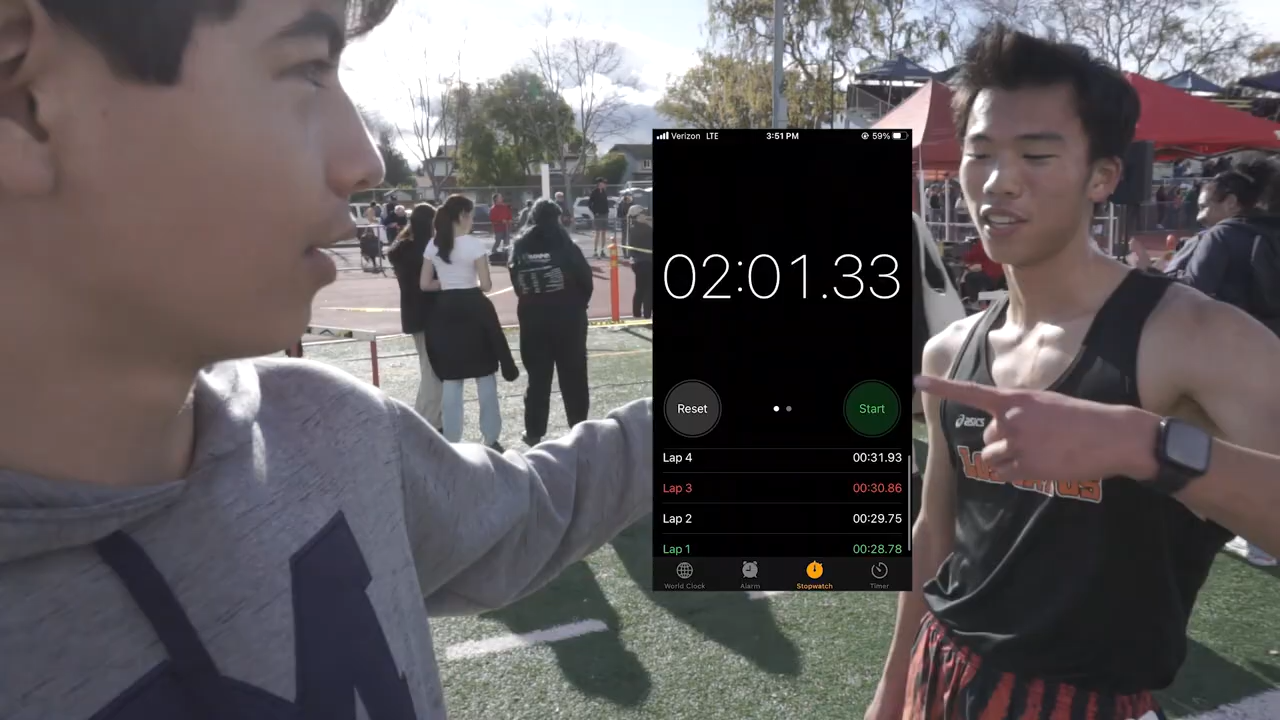 Verizon LTE 3:51 PM 59%
02:01.33
Reset Start
Lap 4 00:31.93
Lap 3 00:30.86
Lap 2 00:29.75
Lap 1 00:28.78
World Clock Alarm Stopwatch Timer
asics